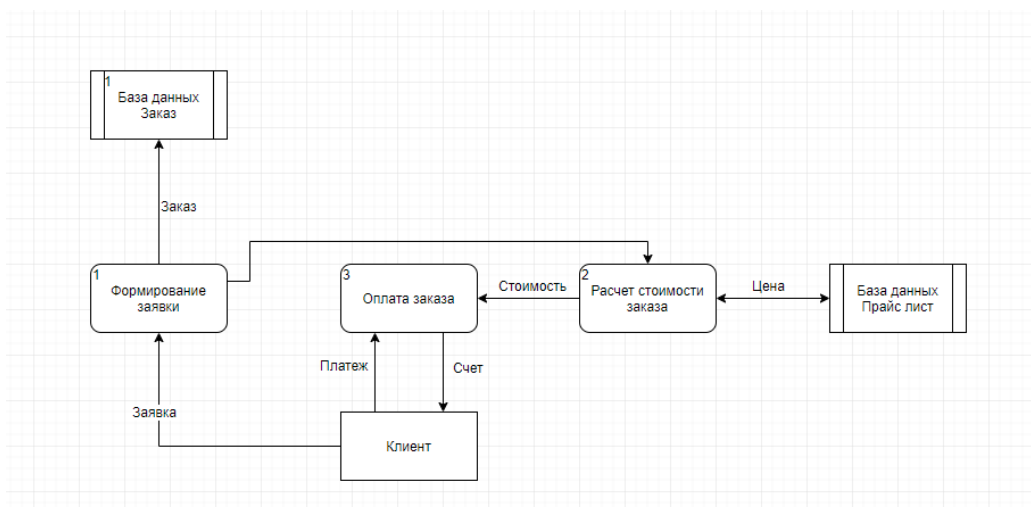 1
База данных
Заказ
Заказ
1
Формирование
заявки
3
Оплата заказа
Стоимость
2
Расчет стоимости
заказа
Цена
База данных
Прайс лист
Платеж
Счет
Заявка
Клиент